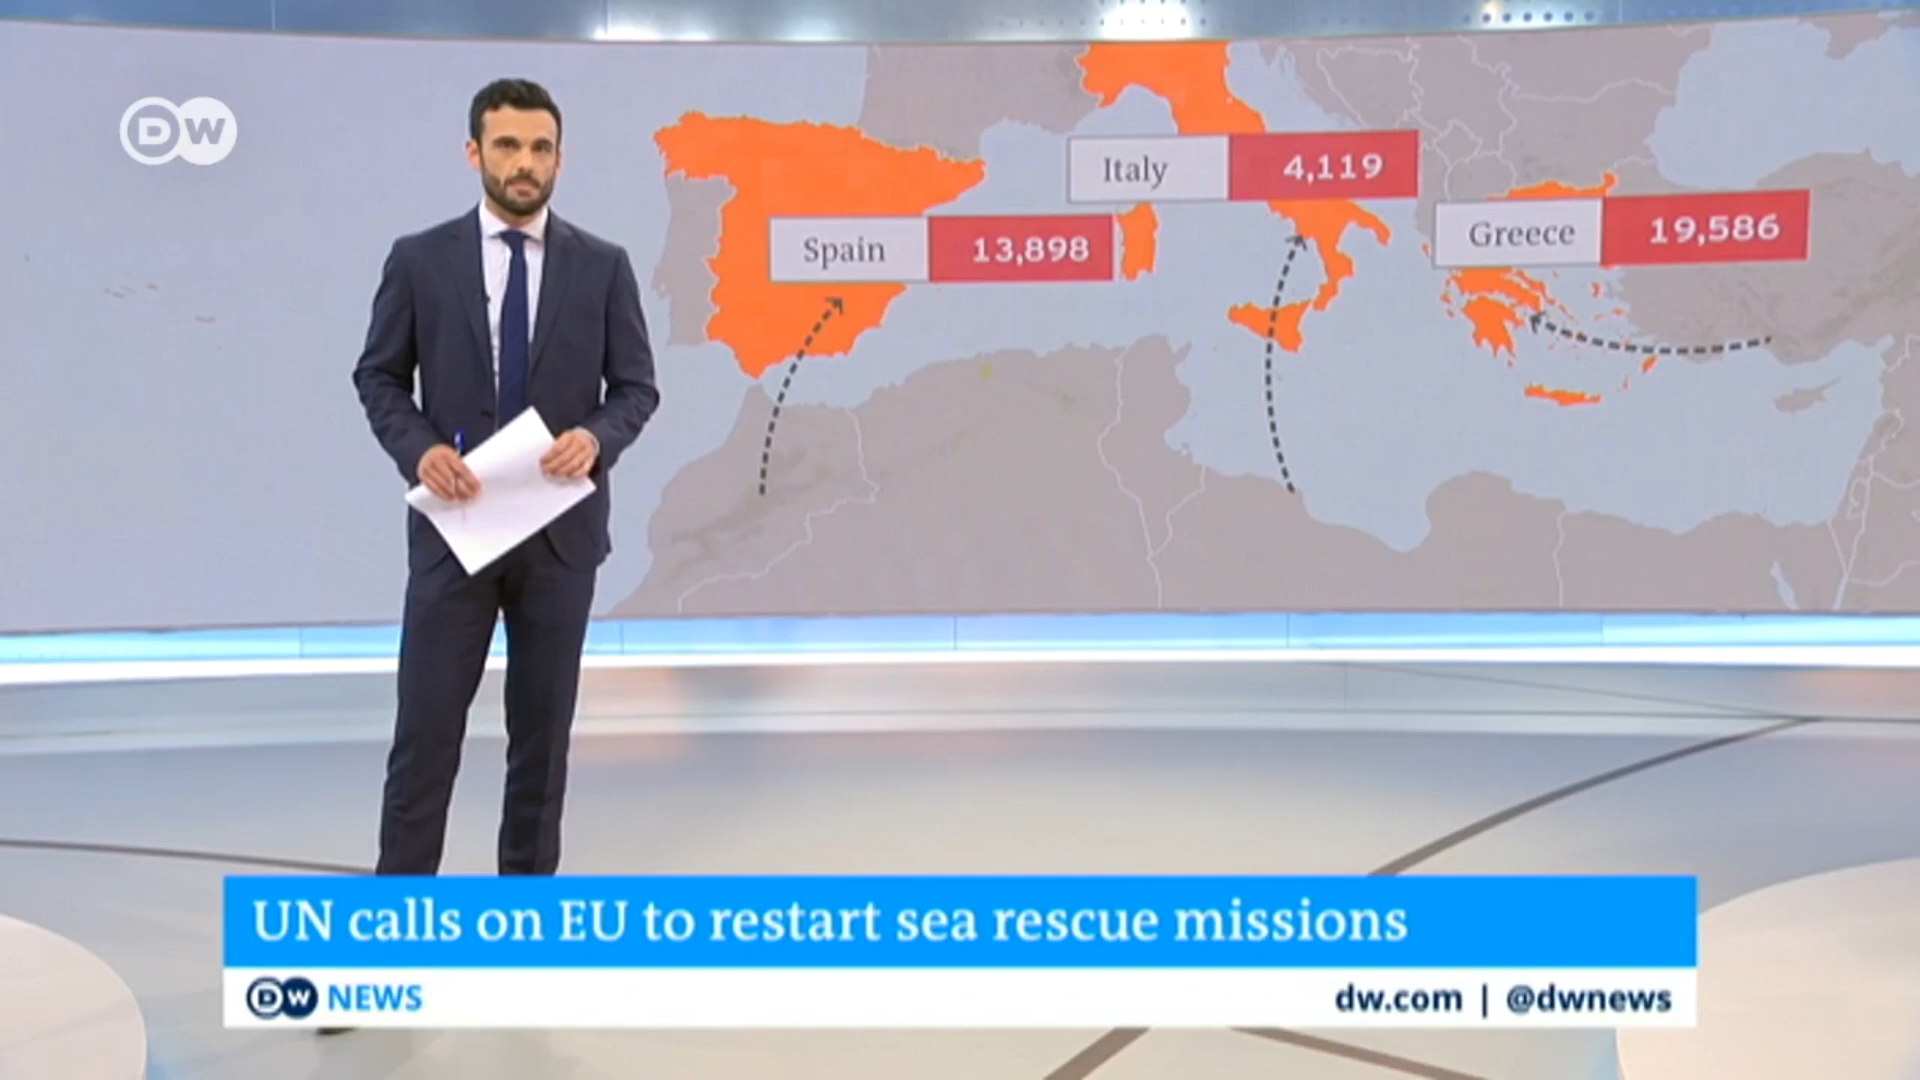 DW
Italy 4,119
Greece 19,586
Spain 13,898
UN calls on EU to restart sea rescue missions
DW NEWS
dw.com | @dwnews